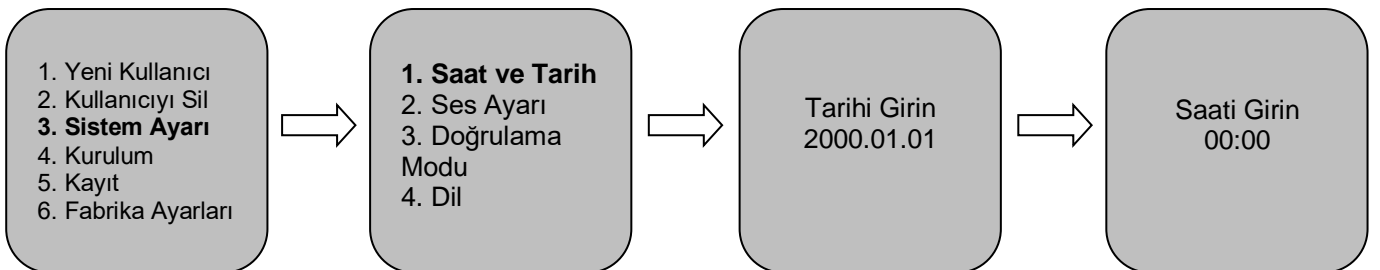 1. Yeni Kullanıcı
2. Kullanıcıyı Sil
3. Sistem Ayarı
4. Kurulum
5. Kayıt
6. Fabrika Ayarları
1. Saat ve Tarih
2. Ses Ayarı
3. Doğrulama
Modu
4. Dil
Tarihi Girin
2000.01.01
Saati Girin
00:00